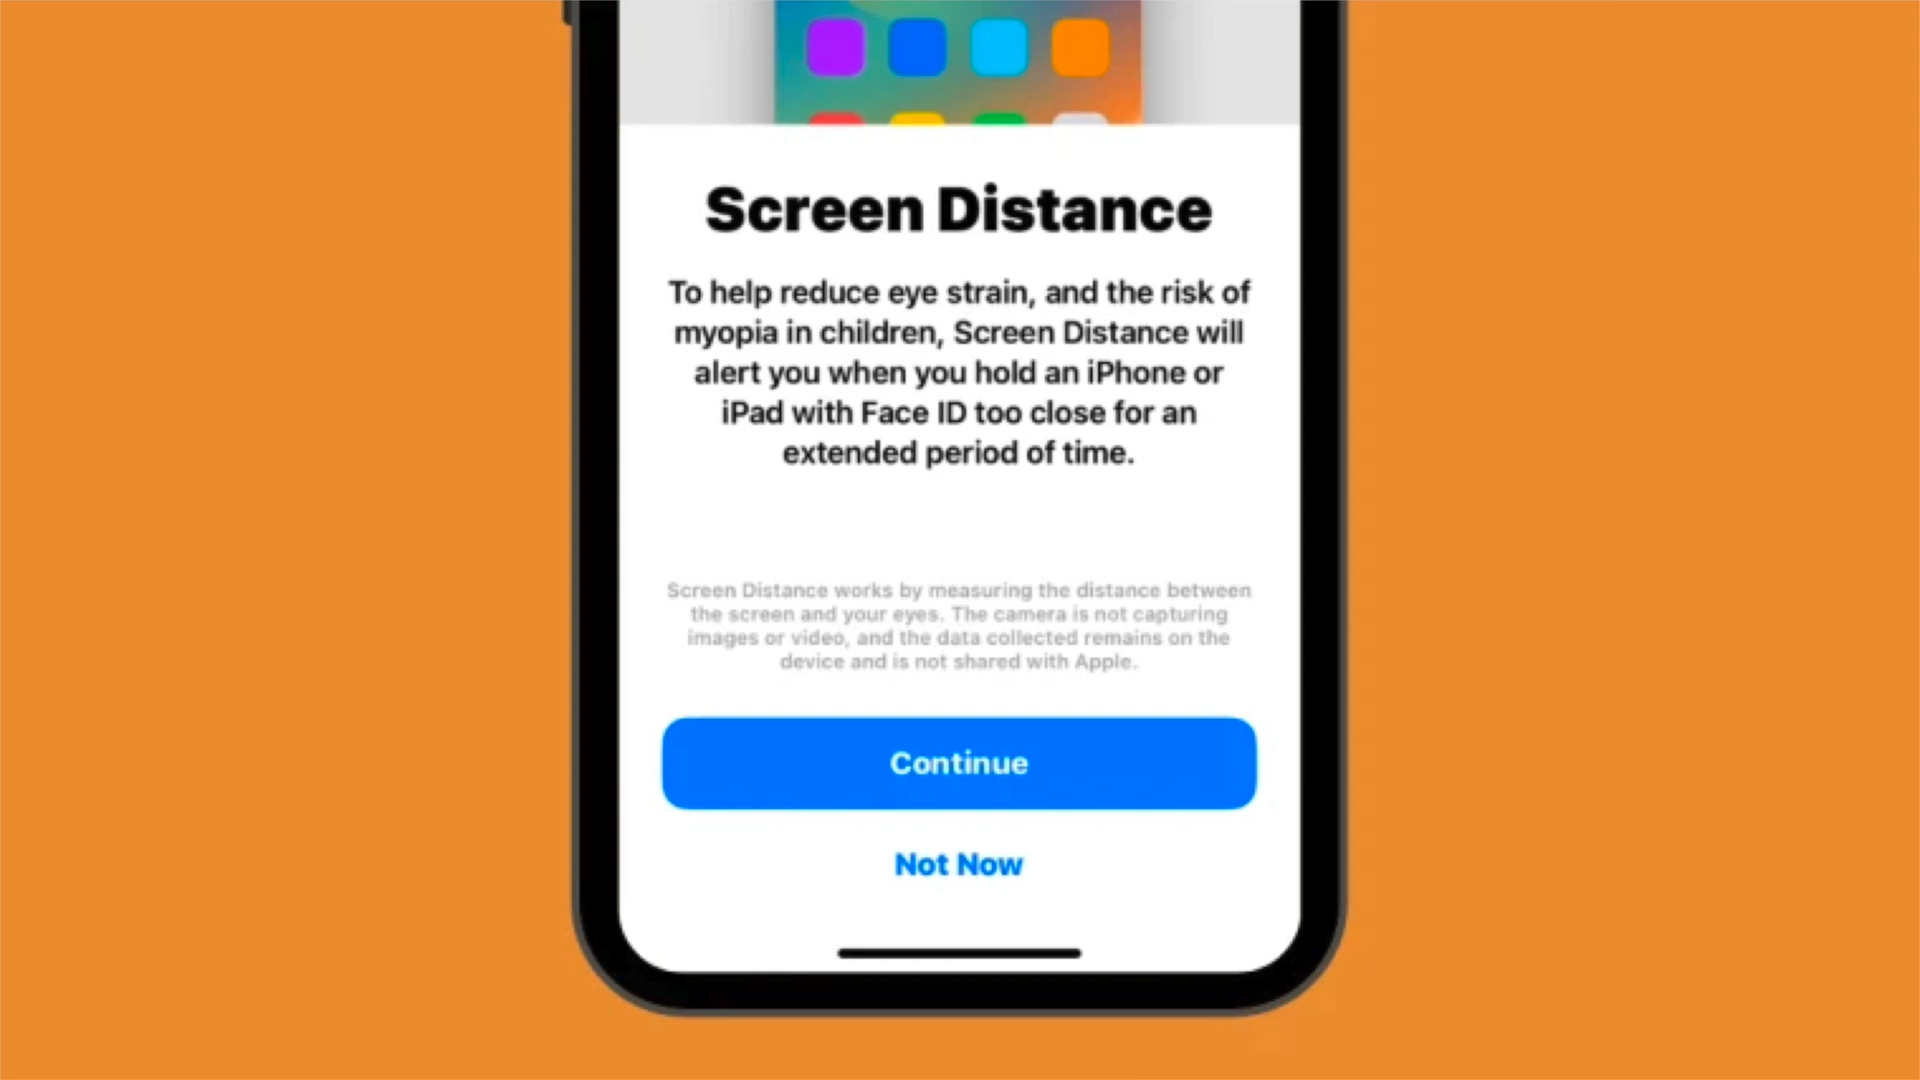 Screen Distance
To help reduce eye strain, and the risk of
myopia in children, Screen Distance will
alert you when you hold an iPhone or
iPad with Face ID too close for an
extended period of time.
Screen Distance works by measuring the distance between
the screen and your eyes. The camera is not capturing
images or video, and the data collected remains on the
device and is not shared with Apple.
Continue
Not Now